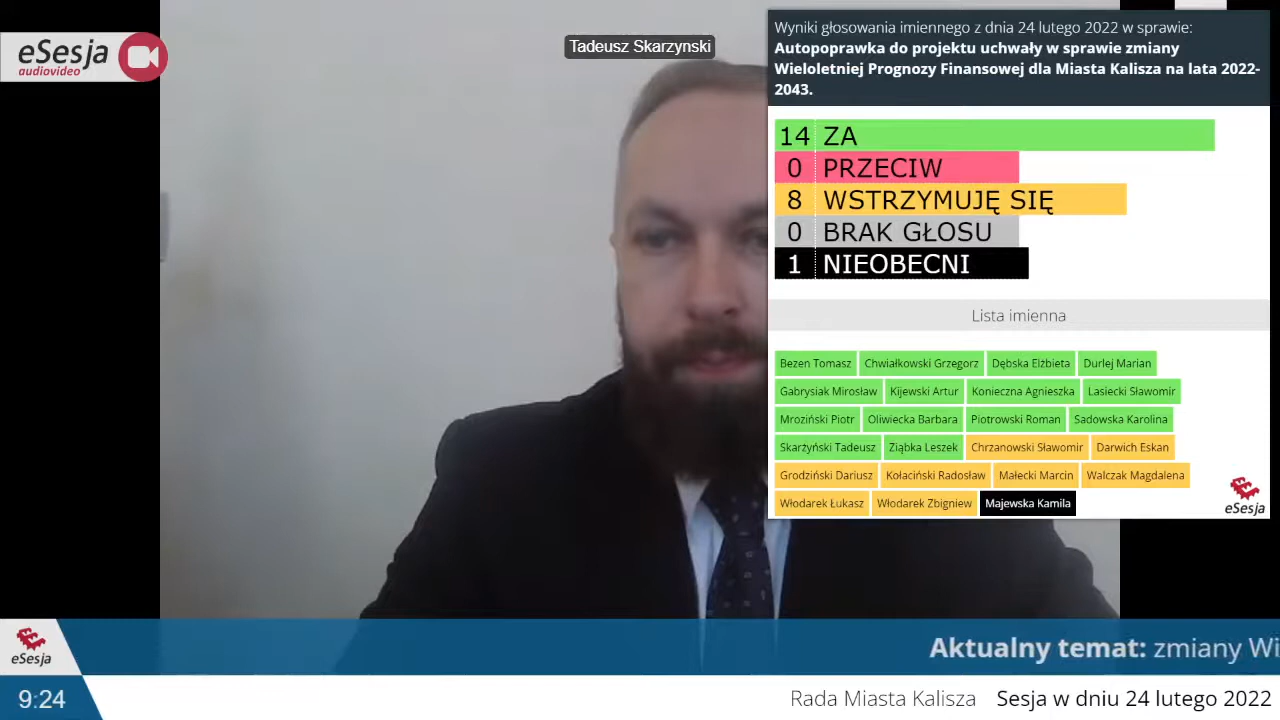 eSesja
audiovideo
Tadeusz Skarzynski
Wyniki głosowania imiennego z dnia 24 lutego 2022 w sprawie:
Autopoprawka do projektu uchwały w sprawie zmiany
Wieloletniej Prognozy Finansowej dla Miasta Kalisza na lata 2022-
2043.
14 ZA
0 PRZECIW
8 WSTRZYMUJĘ SIĘ
0 BRAK GŁOSU
1 NIEOBECNI
Lista imienna
Bezen Tomasz Chwiałkowski Grzegorz Dębska Elżbieta Durlej Marian
Gabrysiak Mirosław Kijewski Artur Konieczna Agnieszka Lasiecki Sławomir
Mroziński Piotr Oliwiecka Barbara Piotrowski Roman Sadowska Karolina
Skarżyński Tadeusz Ziąbka Leszek Chrzanowski Sławomir Darwich Eskan
Grodziński Dariusz Kołaciński Radosław Małecki Marcin Walczak Magdalena
Włodarek Łukasz Włodarek Zbigniew Majewska Kamila
eSesja
eSesja
Aktualny temat: zmiany Wi
9:24
Rada Miasta Kalisza Sesja w dniu 24 lutego 2022